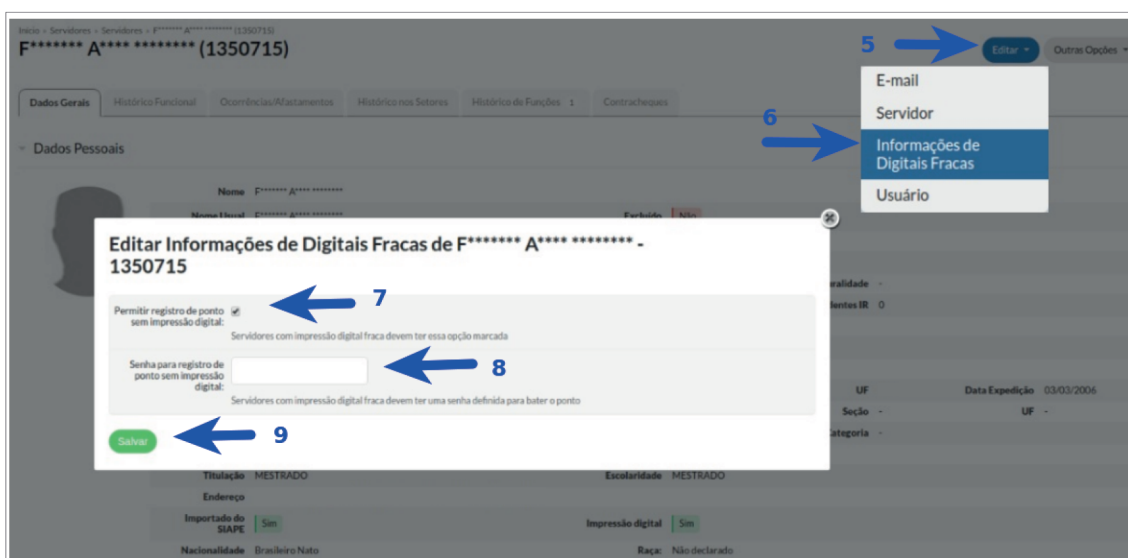 Início » Servidores » Servidores » F******* A**** ******** (1350715)
F******* A**** ******** (1350715)
5
Editar
Outras Opções
E-mail
Servidor
6
Informações de
Digitais Fracas
Usuário
Dados Gerais Histórico Funcional Ocorrências/Afastamentos Histórico nos Setores Histórico de Funções 1 Contracheques
Dados Pessoais
Nome F******* A**** ********
Nome Usual F******* A**** ******** Excluído Não
Editar Informações de Digitais Fracas de F******* A**** ******** -
1350715
Permitir registro de ponto
sem impressão digital:
7
Servidores com impressão digital fraca devem ter essa opção marcada
Senha para registro de
ponto sem impressão
digital:
8
Servidores com impressão digital fraca devem ter uma senha definida para bater o ponto
Salvar
9
IR 0
UF Data Expedição 03/03/2006
Seção - UF -
Titulação MESTRADO Escolaridade MESTRADO
Endereço
Importado do
SIAPE Sim Impressão digital Sim
Nacionalidade Brasileiro Nato Raça: Não declarado